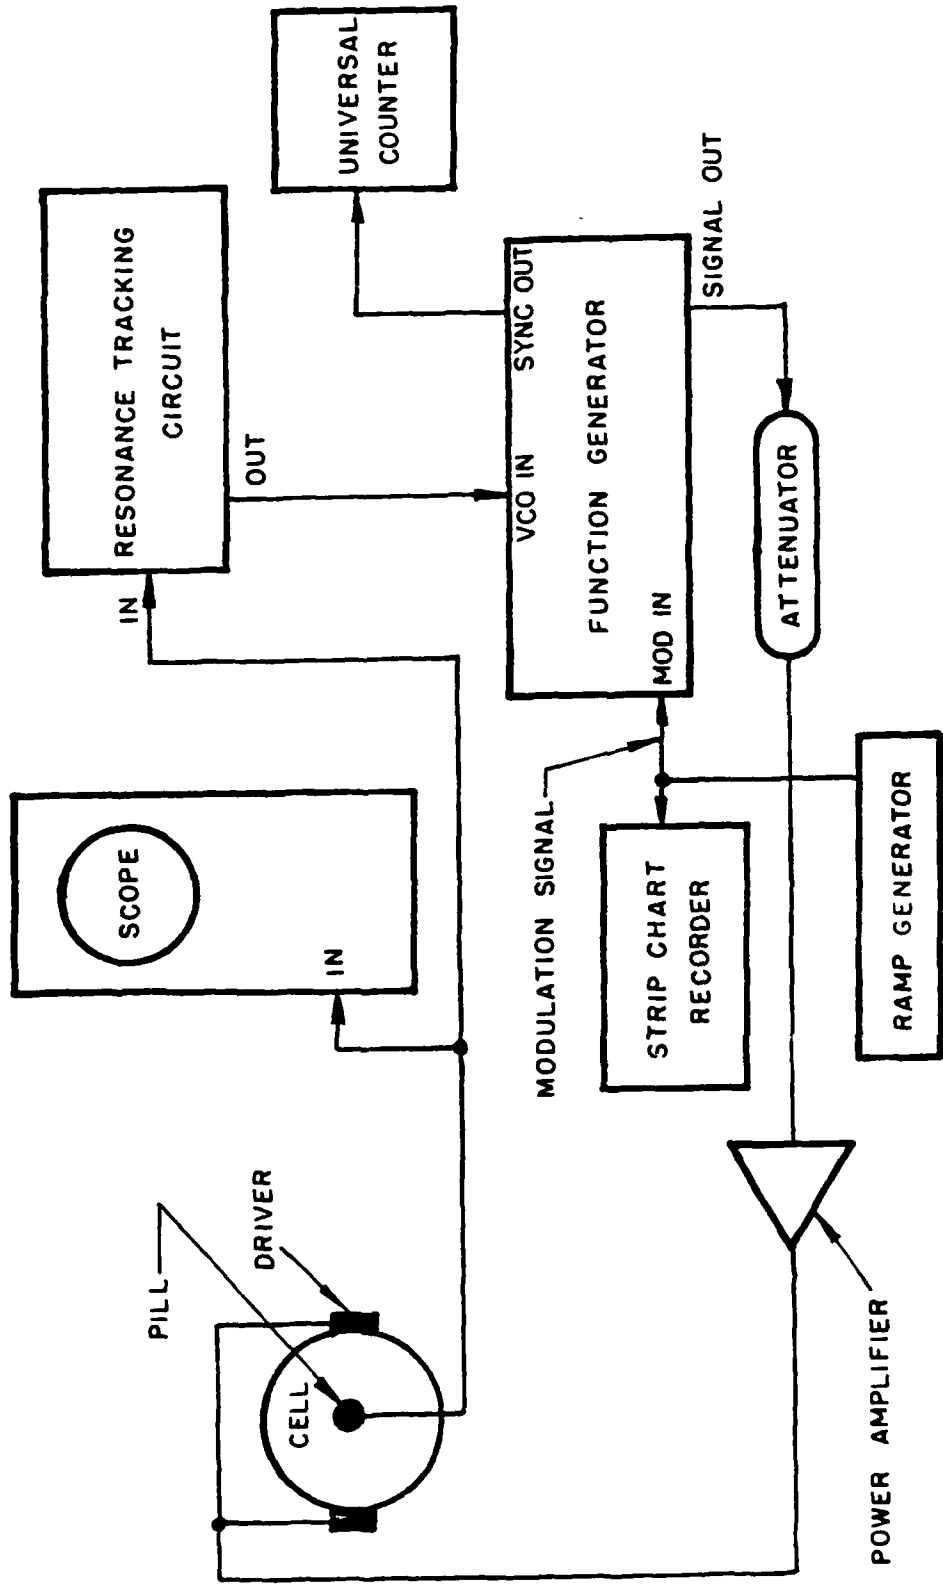 PILL
DRIVER
CELL
SCOPE
IN
IN
RESONANCE TRACKING
CIRCUIT
OUT
UNIVERSAL
COUNTER
VCO IN
SYNC OUT
FUNCTION GENERATOR
MOD IN
SIGNAL OUT
MODULATION SIGNAL
STRIP CHART
RECORDER
ATTENUATOR
RAMP GENERATOR
POWER AMPLIFIER